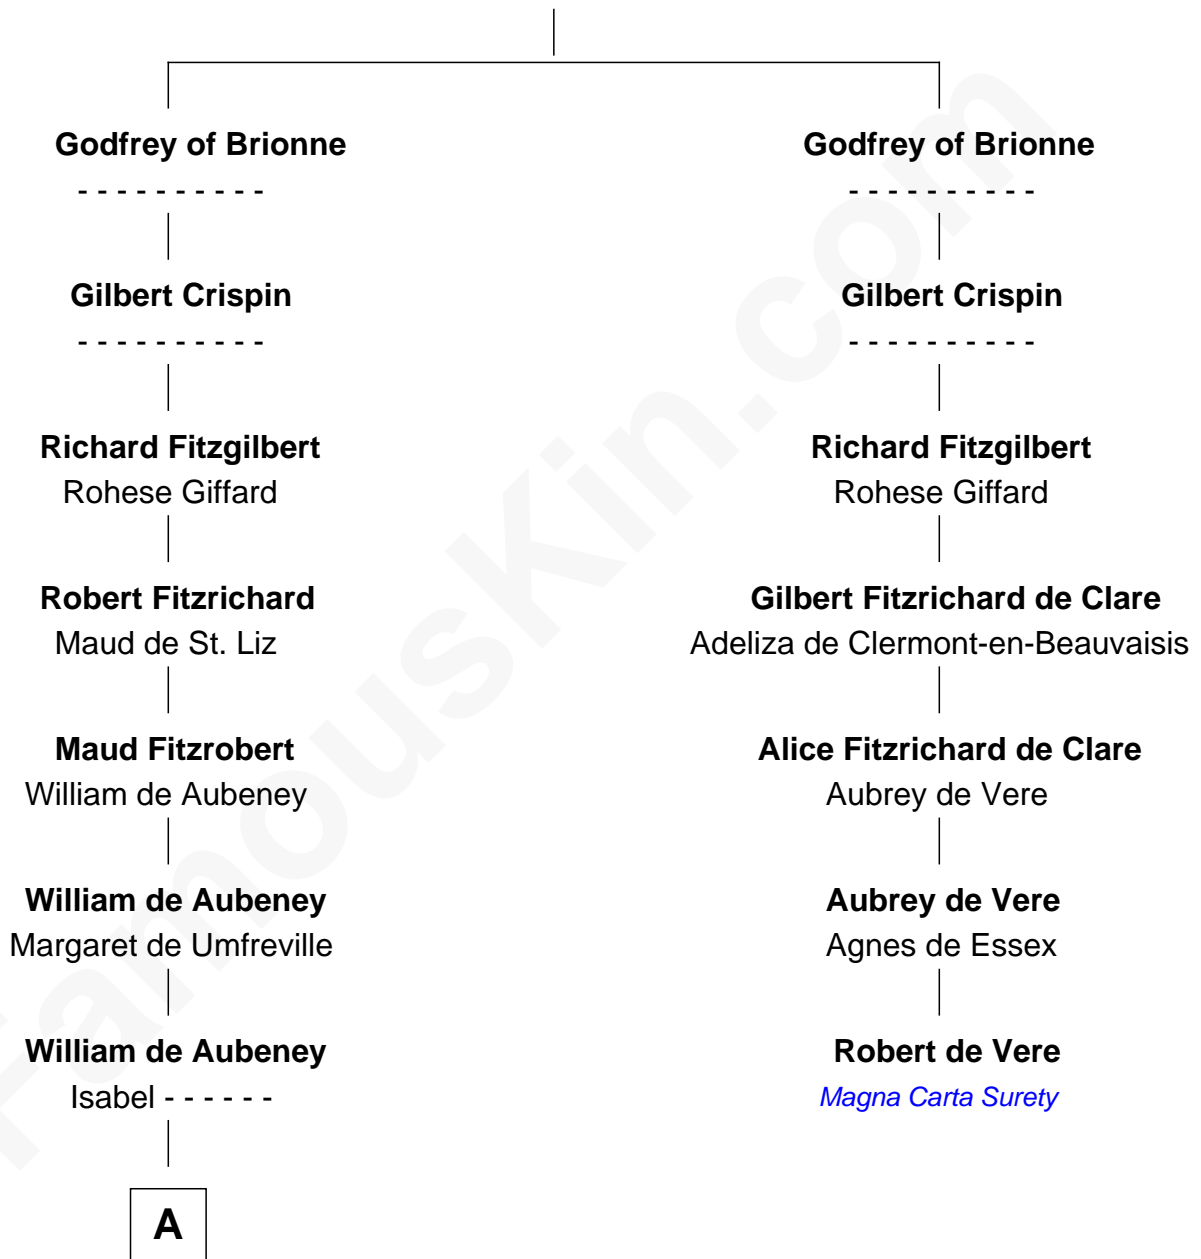 Godfrey of Brionne
- - - - - - - - - -
Gilbert Crispin
- - - - - - - - - -
Richard Fitzgilbert
Rohese Giffard
Robert Fitzrichard
Maud de St. Liz
Maud Fitzrobert
William de Aubeney
William de Aubeney
Margaret de Umfreville
William de Aubeney
Isabel - - - - - -
A
Godfrey of Brionne
- - - - - - - - - -
Gilbert Crispin
- - - - - - - - - -
Richard Fitzgilbert
Rohese Giffard
Gilbert Fitzrichard de Clare
Adeliza de Clermont-en-Beauvaisis
Alice Fitzrichard de Clare
Aubrey de Vere
Aubrey de Vere
Agnes de Essex
Robert de Vere
Magna Carta Surety
FamousKin.com